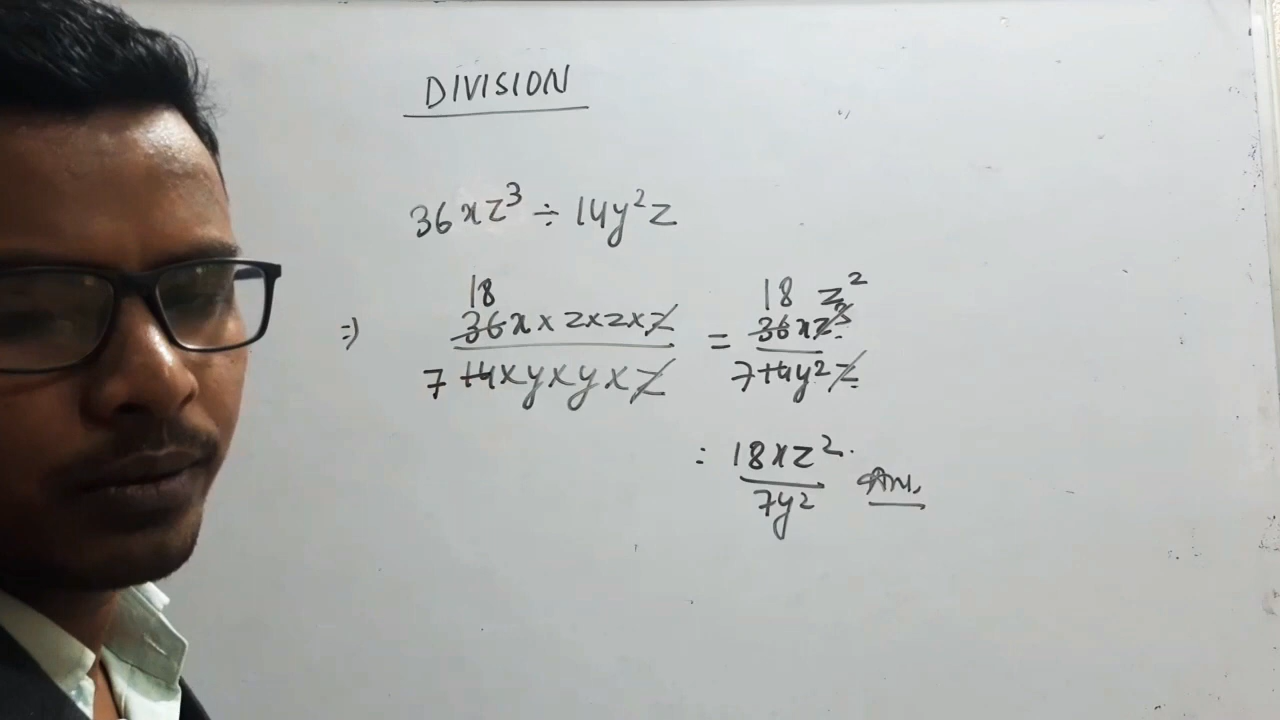 DIVISION
36xz³ ÷ 14y²z
18 18 z²
⇒ 36x×z×z×z = 36xz³
7 14×y×y×z 7 14y²z
: 18xz²
7y² Ans.